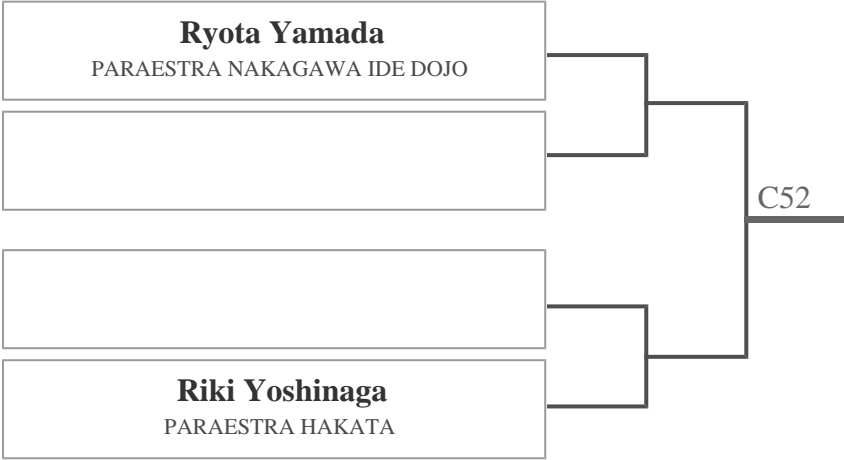 Ryota Yamada
PARAESTRA NAKAGAWA IDE DOJO
C52
Riki Yoshinaga
PARAESTRA HAKATA